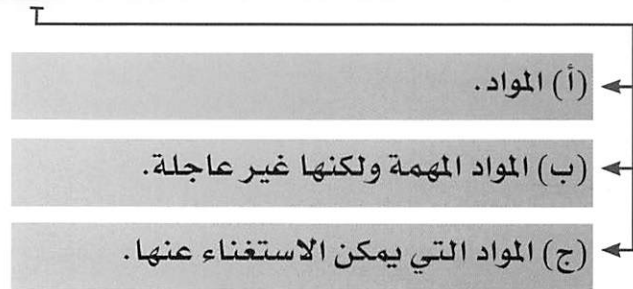 (أ) المواد.
(ب) المواد المهمة ولكنها غير عاجلة.
(ج) المواد التي يمكن الاستغناء عنها.